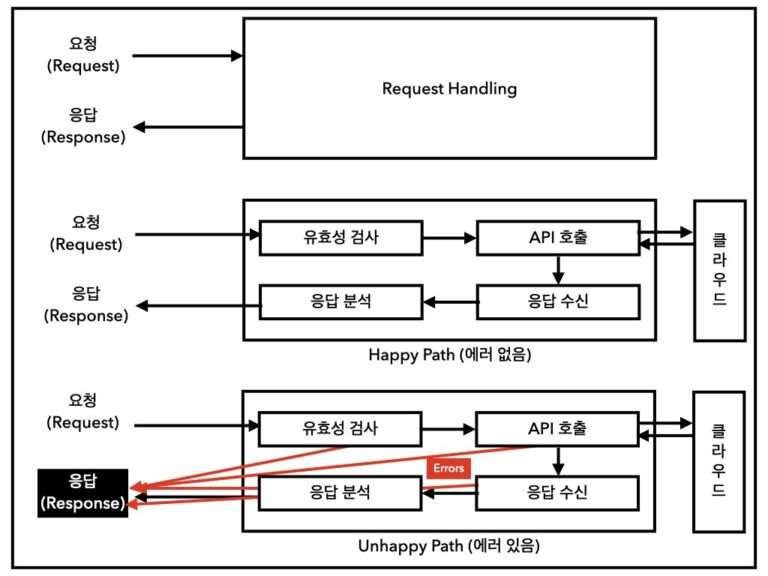 요청
(Request)
Request Handling
응답
(Response)
요청
(Request)
유효성 검사
API 호출
클
라
우
드
응답
(Response)
응답 분석
응답 수신
Happy Path (에러 없음)
요청
(Request)
유효성 검사
API 호출
클
라
우
드
Errors
응답
(Response)
응답 분석
응답 수신
Unhappy Path (에러 있음)